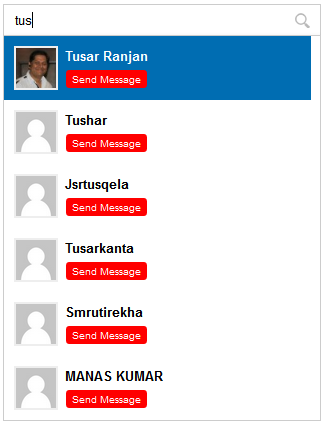 tus
Tusar Ranjan
Send Message
Tushar
Send Message
Jsrtusqela
Send Message
Tusarkanta
Send Message
Smrutirekha
Send Message
MANAS KUMAR
Send Message